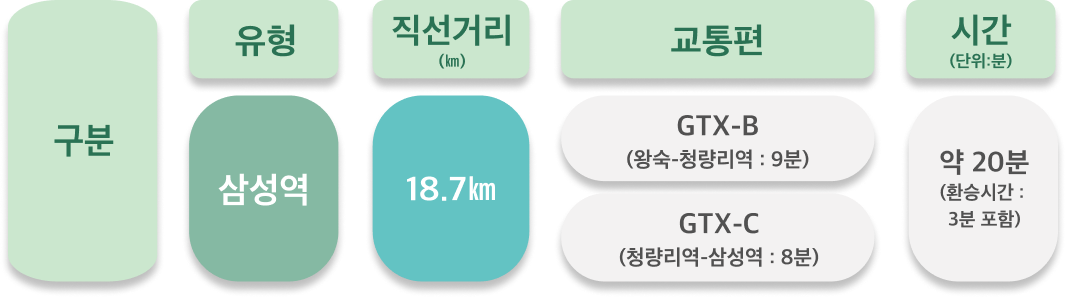 구분
유형
직선거리
(㎞)
교통편
시간
(단위:분)
삼성역
18.7㎞
GTX-B
(왕숙-청량리역 : 9분)
GTX-C
(청량리역-삼성역 : 8분)
약 20분
(환승시간 :
3분 포함)